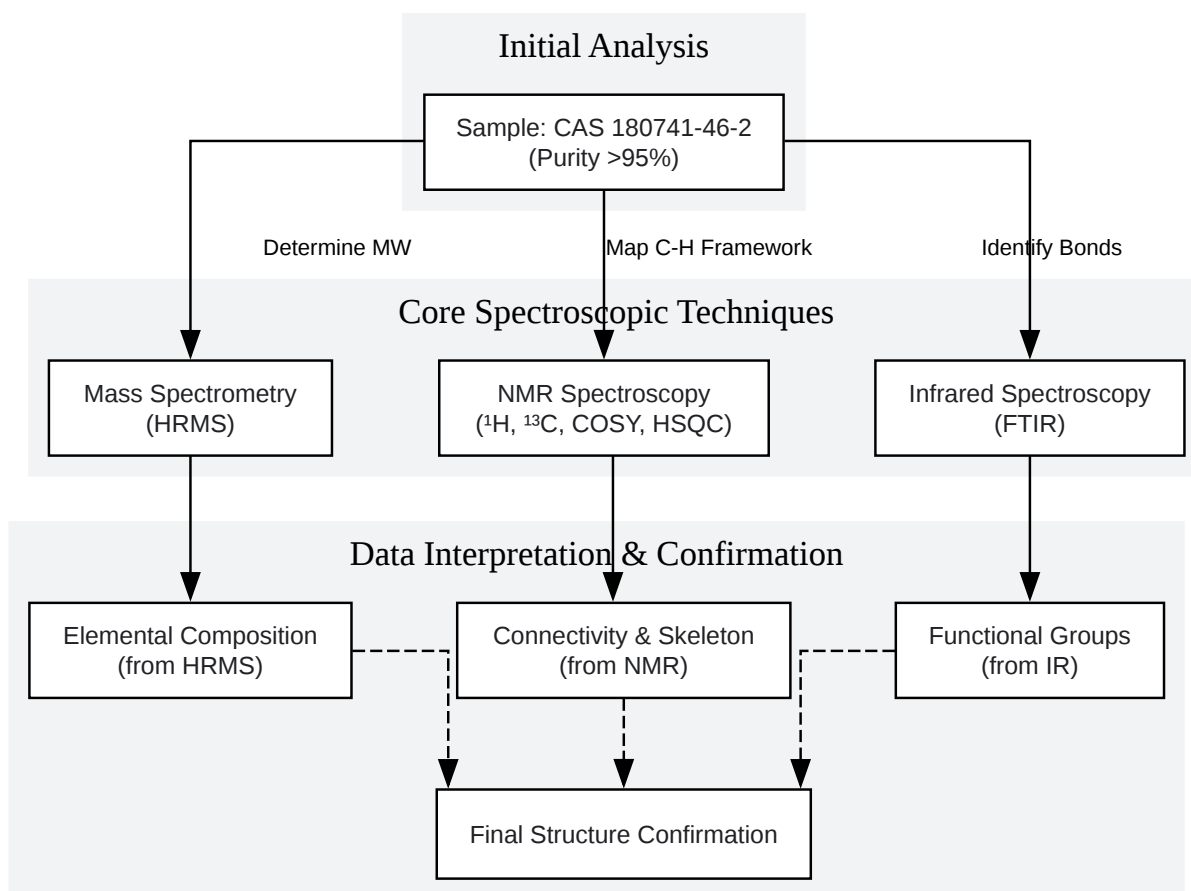 Initial Analysis
Sample: CAS 180741-46-2
(Purity >95%)
Determine MW
Map C-H Framework
Identify Bonds
Core Spectroscopic Techniques
Mass Spectrometry
(HRMS)
NMR Spectroscopy
(¹H, ¹³C, COSY, HSQC)
Infrared Spectroscopy
(FTIR)
Data Interpretation & Confirmation
Elemental Composition
(from HRMS)
Connectivity & Skeleton
(from NMR)
Functional Groups
(from IR)
Final Structure Confirmation